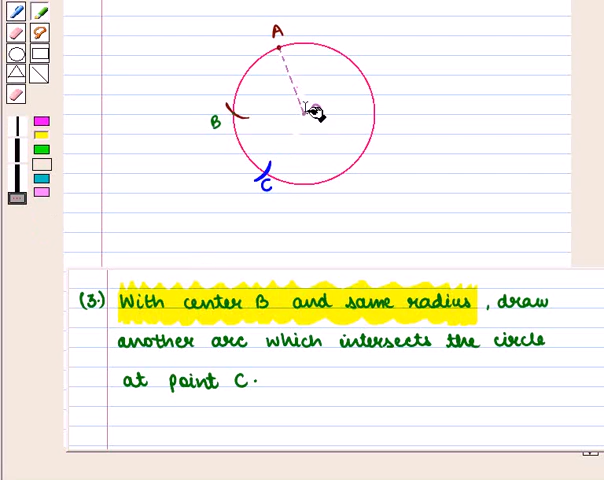 A
B
C
(3.) With center B and same radius, draw
another arc which intersects the circle
at point C.